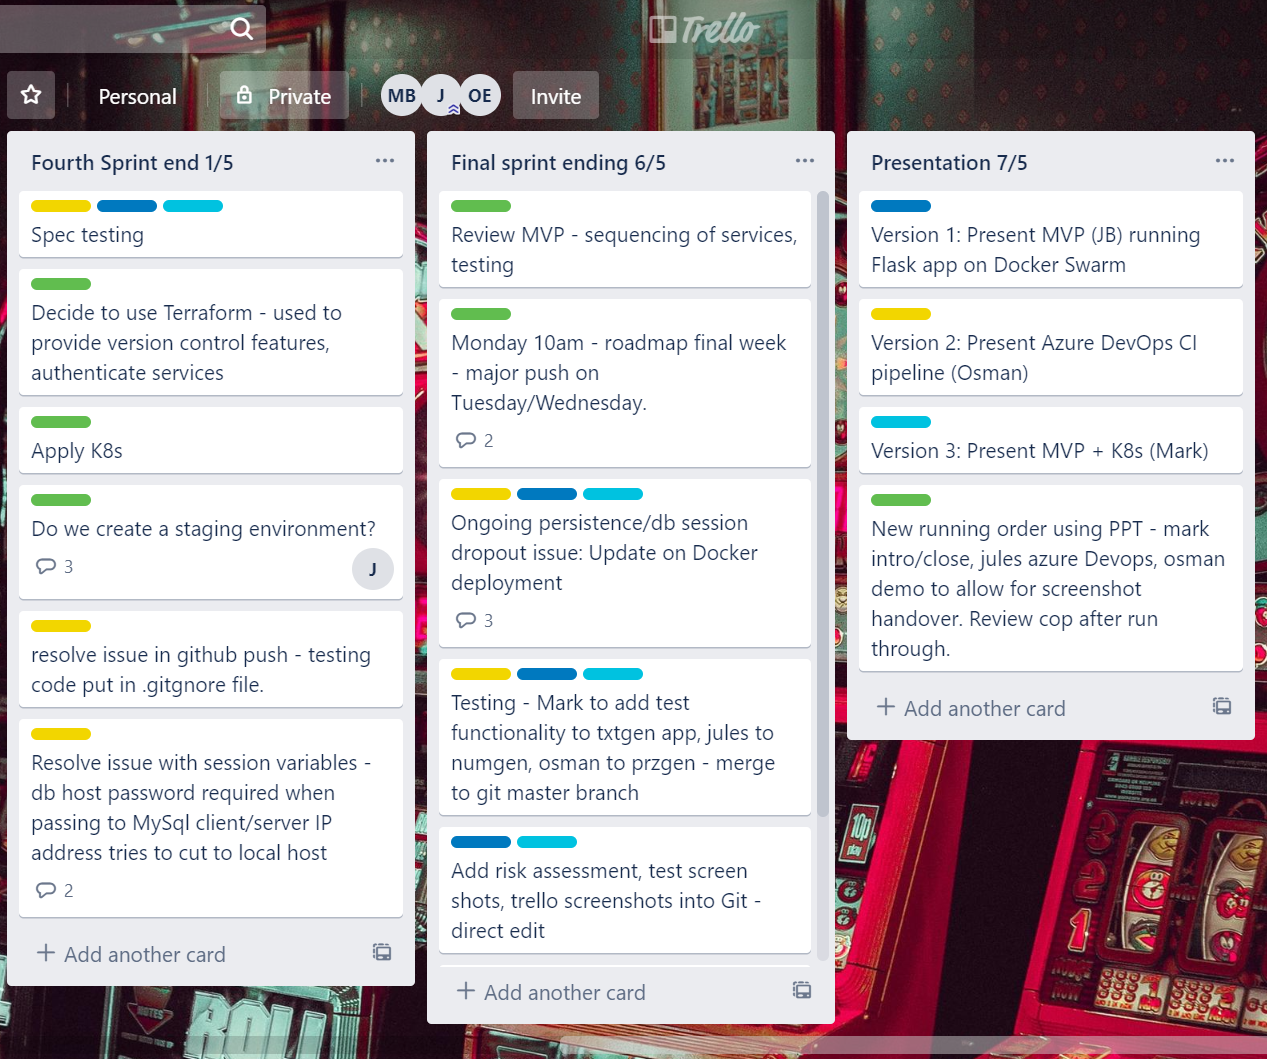 Trello
Personal
Private
MB
J
OE
Invite
Fourth Sprint end 1/5
Spec testing
Decide to use Terraform - used to
provide version control features,
authenticate services
Apply K8s
Do we create a staging environment?
3
J
resolve issue in github push - testing
code put in .gitgnore file.
Resolve issue with session variables -
db host password required when
passing to MySql client/server IP
address tries to cut to local host
2
Add another card
Final sprint ending 6/5
Review MVP - sequencing of services,
testing
Monday 10am - roadmap final week
- major push on
Tuesday/Wednesday.
2
Ongoing persistence/db session
dropout issue: Update on Docker
deployment
3
Testing - Mark to add test
functionality to txtgen app, jules to
numgen, osman to przgen - merge
to git master branch
Add risk assessment, test screen
shots, trello screenshots into Git -
direct edit
Add another card
Presentation 7/5
Version 1: Present MVP (JB) running
Flask app on Docker Swarm
Version 2: Present Azure DevOps CI
pipeline (Osman)
Version 3: Present MVP + K8s (Mark)
New running order using PPT - mark
intro/close, jules azure Devops, osman
demo to allow for screenshot
handover. Review cop after run
through.
Add another card
10p
play
3
2
1
NOTES
ROLL